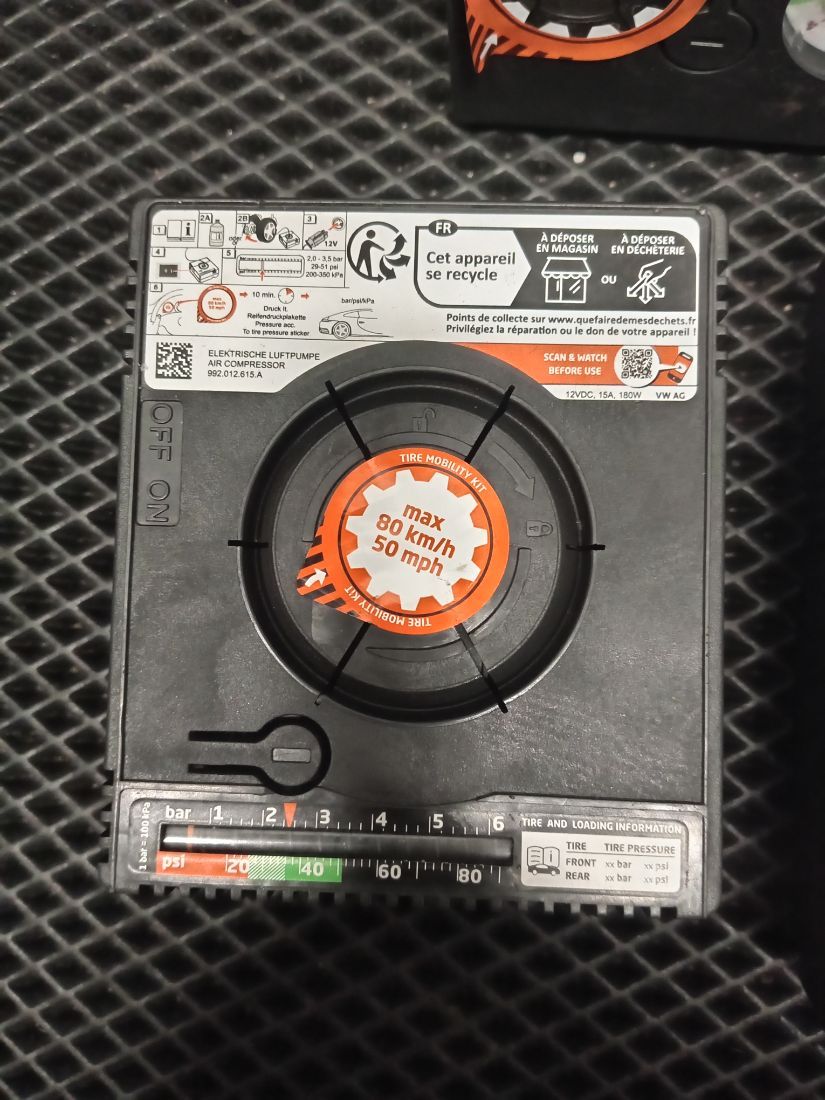 1
2A
2B
oder
3
12V
4
5
2,0 - 3,5 bar
29-51 psi
200-350 kPa
6
max
80 km/h
50 mph
10 min.
Druck lt.
Reifendruckplakette
Pressure acc.
To tire pressure sticker
bar/psi/kPa
FR
Cet appareil
se recycle
À DÉPOSER
EN MAGASIN
OU
À DÉPOSER
EN DÉCHÈTERIE
Points de collecte sur www.quefairedemesdechets.fr
Privilégiez la réparation ou le don de votre appareil !
ELEKTRISCHE LUFTPUMPE
AIR COMPRESSOR
992.012.615.A
SCAN & WATCH
BEFORE USE
12VDC, 15A, 180W VW AG
OFF ON
TIRE MOBILITY KIT
max
80 km/h
50 mph
TIRE MOBILITY KIT
1 bar = 100 kPa
bar 1 2 3 4 5 6
psi 20 40 60 80
TIRE AND LOADING INFORMATION
TIRE TIRE PRESSURE
FRONT xx bar xx psi
REAR xx bar xx psi